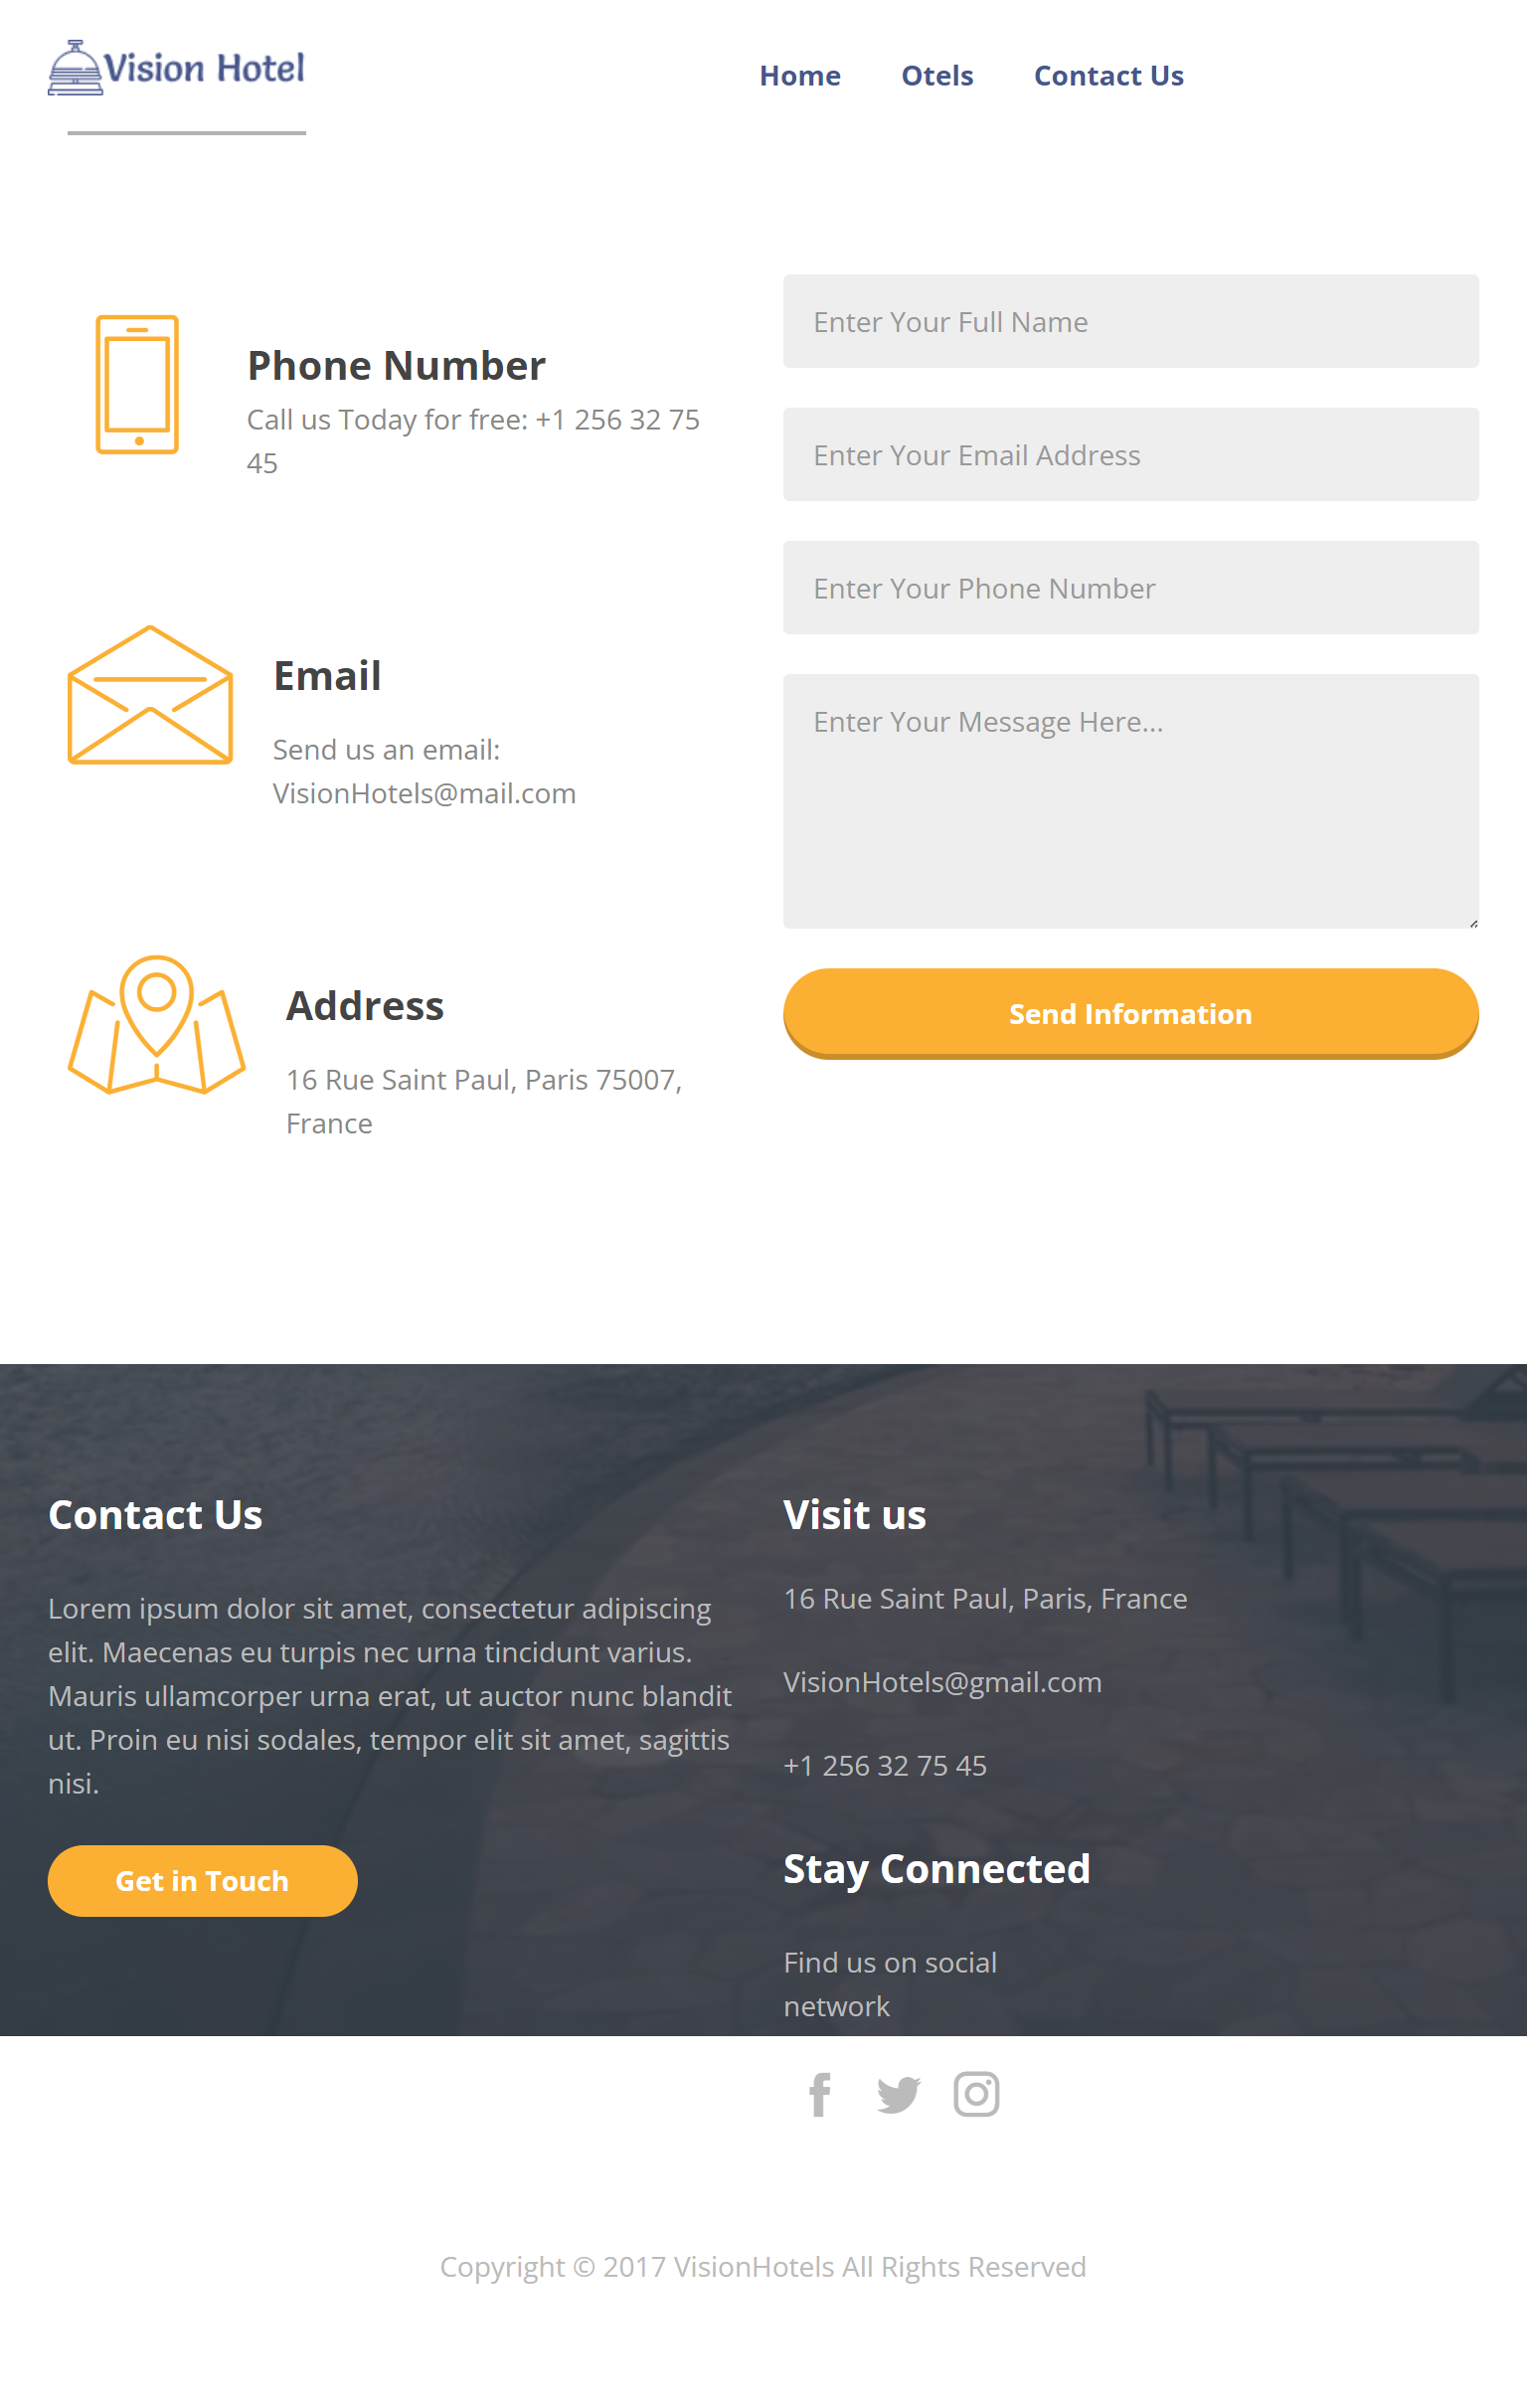 Vision Hotel
Home Otels Contact Us
Phone Number
Call us Today for free: +1 256 32 75
45
Email
Send us an email:
VisionHotels@mail.com
Address
16 Rue Saint Paul, Paris 75007,
France
Enter Your Full Name
Enter Your Email Address
Enter Your Phone Number
Enter Your Message Here...
Send Information
Contact Us
Lorem ipsum dolor sit amet, consectetur adipiscing
elit. Maecenas eu turpis nec urna tincidunt varius.
Mauris ullamcorper urna erat, ut auctor nunc blandit
ut. Proin eu nisi sodales, tempor elit sit amet, sagittis
nisi.
Get in Touch
Visit us
16 Rue Saint Paul, Paris, France
VisionHotels@gmail.com
+1 256 32 75 45
Stay Connected
Find us on social
network
Copyright © 2017 VisionHotels All Rights Reserved